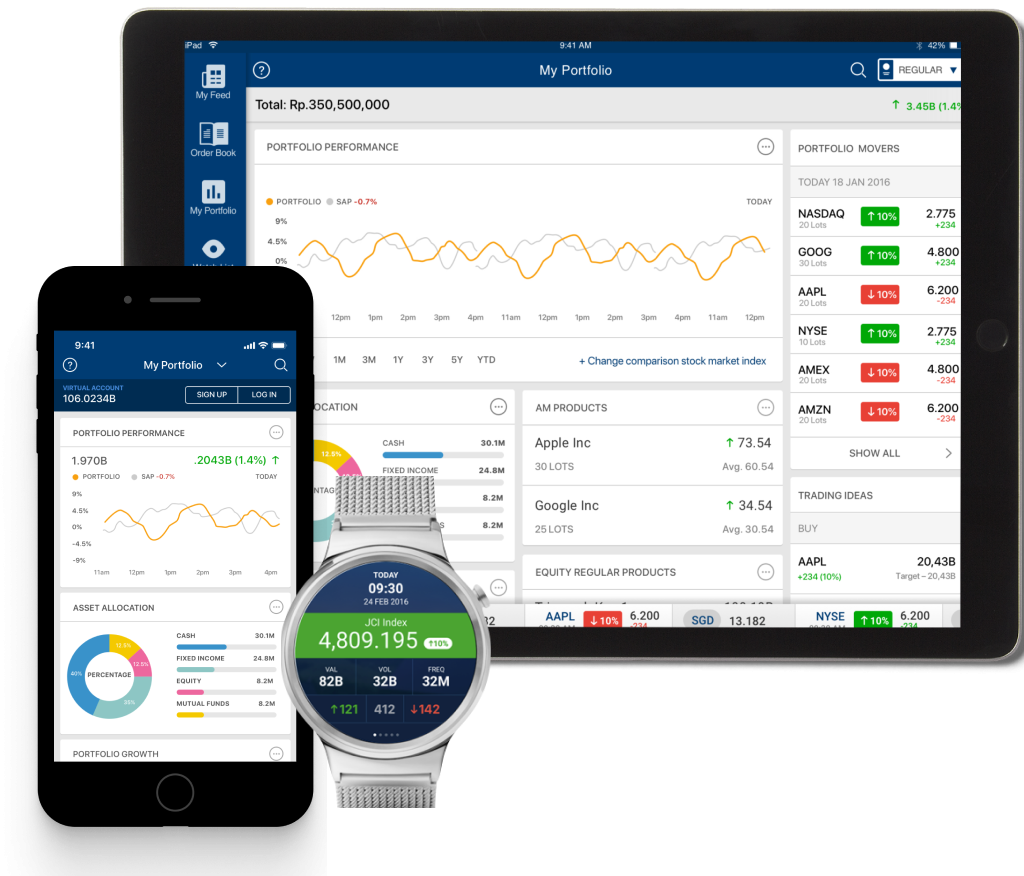 iPad
9:41 AM
42%
My Feed
Order Book
My Portfolio
My Portfolio
REGULAR
Total: Rp.350,500,000
↑ 3.45B (1.4%
PORTFOLIO PERFORMANCE
PORTFOLIO SAP -0.7%
TODAY
9%
4.5%
0%
12pm 1pm 2pm 3pm 4pm 11am 12pm 1pm 2pm 3pm 4pm 11am 12pm
1M 3M 1Y 3Y 5Y YTD
+ Change comparison stock market index
PORTFOLIO MOVERS
TODAY 18 JAN 2016
NASDAQ ↑10% 2.775
20 Lots +234
GOOG ↑10% 4.800
30 Lots +234
AAPL ↓10% 6.200
20 Lots -234
NYSE ↑10% 2.775
10 Lots +234
AMEX ↓10% 4.800
20 Lots -234
AMZN ↓10% 6.200
20 Lots -234
SHOW ALL
TRADING IDEAS
BUY
AAPL 20,43B
+234 (10%) Target – 20,43B
OCATION
12.5%
CASH 30.1M
FIXED INCOME 24.8M
8.2M
8.2M
AM PRODUCTS
Apple Inc ↑ 73.54
30 LOTS Avg. 60.54
Google Inc ↑ 34.54
25 LOTS Avg. 30.54
EQUITY REGULAR PRODUCTS
AAPL ↓10% 6.200
-234
SGD 13.182
NYSE ↑10% 6.200
9:41
My Portfolio
VIRTUAL ACCOUNT
106.0234B
SIGN UP LOG IN
PORTFOLIO PERFORMANCE
1.970B .2043B (1.4%) ↑
PORTFOLIO SAP -0.7% TODAY
9%
4.5%
0%
-4.5%
-9%
11am 12pm 1pm 2pm 3pm 4pm
ASSET ALLOCATION
12.5%
12.5%
35%
40%
PERCENTAGE
CASH 30.1M
FIXED INCOME 24.8M
EQUITY 8.2M
MUTUAL FUNDS 8.2M
PORTFOLIO GROWTH
TODAY
09:30
24 FEB 2016
JCI Index
4,809.195 ↑10%
VAL VOL FREQ
82B 32B 32M
↑121 412 ↓142